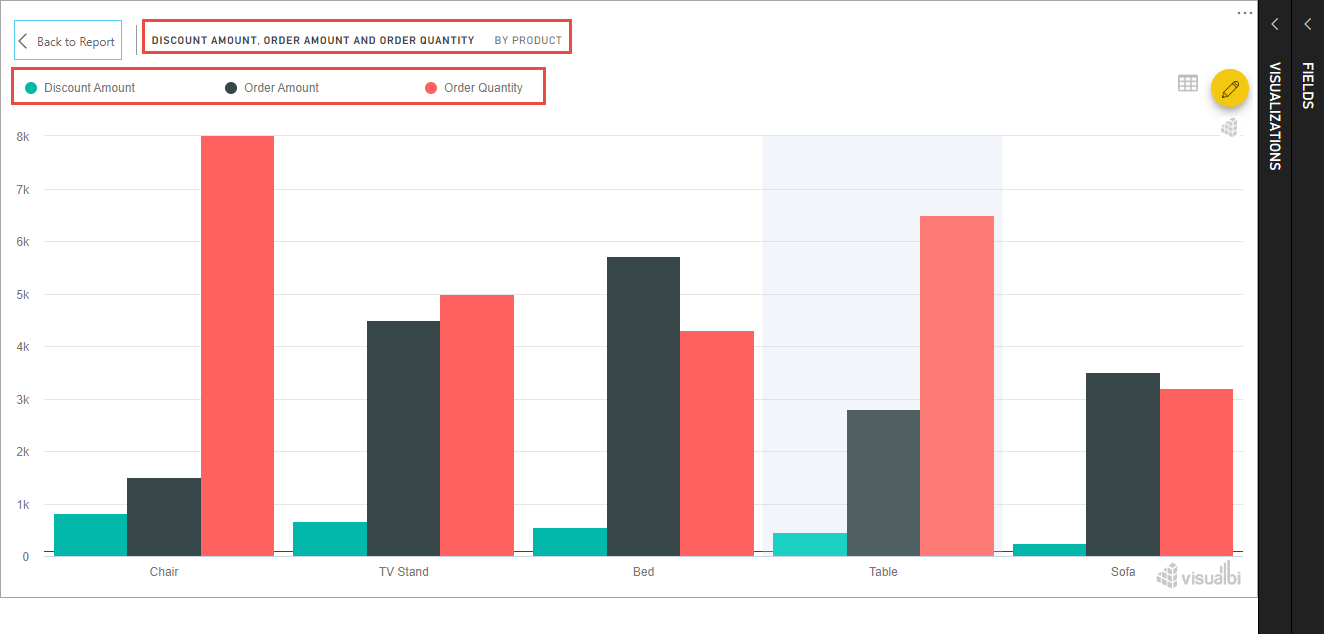 ...
Back to Report
DISCOUNT AMOUNT, ORDER AMOUNT AND ORDER QUANTITY BY PRODUCT
Discount Amount Order Amount Order Quantity
8k
7k
6k
5k
4k
3k
2k
1k
0
Chair TV Stand Bed Table Sofa
visualbi
VISUALIZATIONS
FIELDS